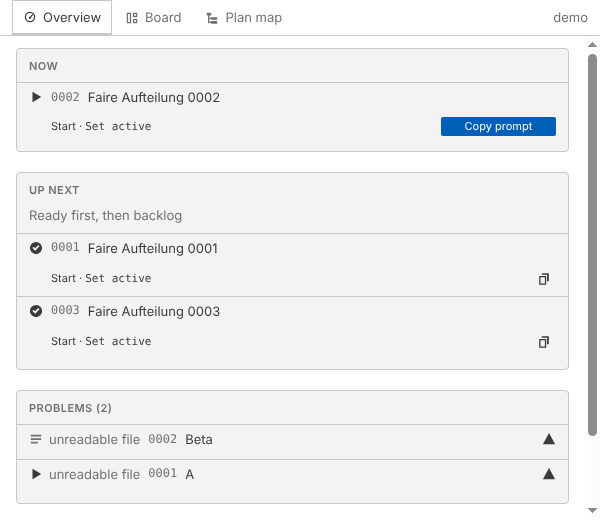 Overview Board Plan map demo
NOW
0002 Faire Aufteilung 0002
Start · Set active Copy prompt
UP NEXT
Ready first, then backlog
0001 Faire Aufteilung 0001
Start · Set active
0003 Faire Aufteilung 0003
Start · Set active
PROBLEMS (2)
unreadable file 0002 Beta
unreadable file 0001 A